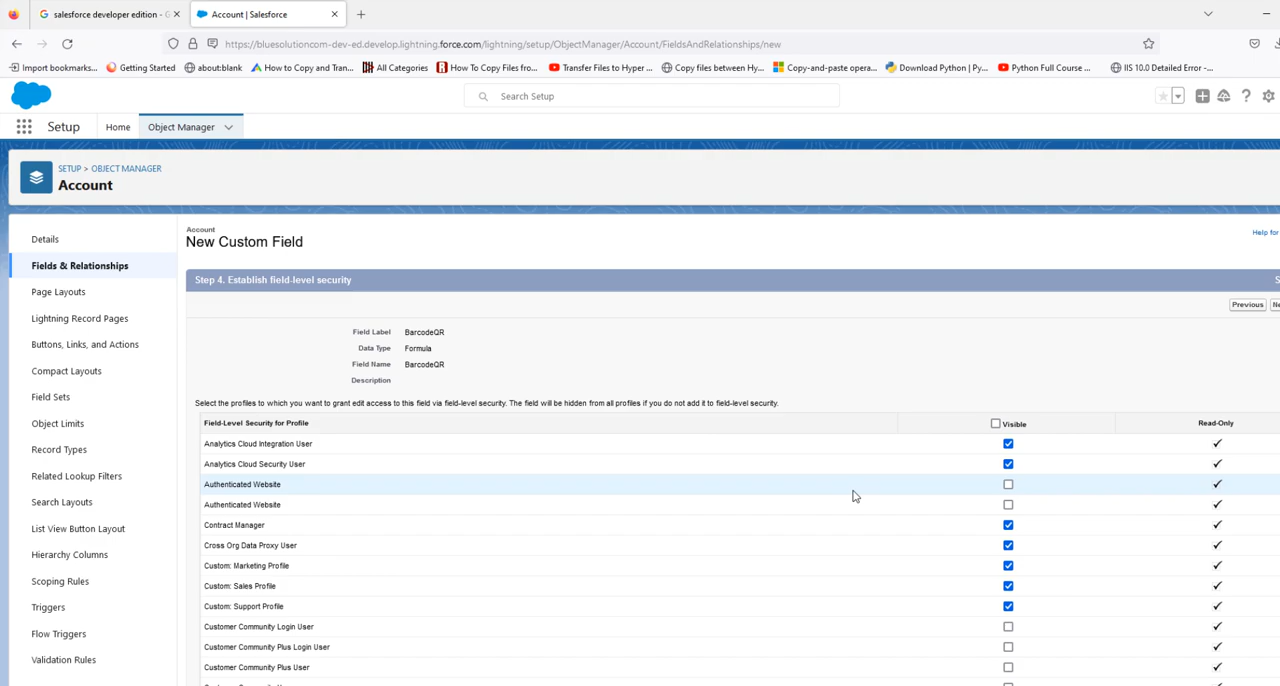 salesforce developer edition - G
Account | Salesforce
https://bluesolutioncom-dev-ed.develop.lightning.force.com/lightning/setup/ObjectManager/Account/FieldsAndRelationships/new
Import bookmarks...
Getting Started
about:blank
How to Copy and Tran...
All Categories
How To Copy Files fro...
Transfer Files to Hyper ...
Copy files between Hy...
Copy-and-paste opera...
Download Python | Py...
Python Full Course ...
IIS 10.0 Detailed Error -...
Search Setup
Setup
Home
Object Manager
SETUP > OBJECT MANAGER
Account
Details
Fields & Relationships
Page Layouts
Lightning Record Pages
Buttons, Links, and Actions
Compact Layouts
Field Sets
Object Limits
Record Types
Related Lookup Filters
Search Layouts
List View Button Layout
Hierarchy Columns
Scoping Rules
Triggers
Flow Triggers
Validation Rules
Account
New Custom Field
Help for
Step 4. Establish field-level security
Previous
Field Label BarcodeQR
Data Type Formula
Field Name BarcodeQR
Description
Select the profiles to which you want to grant edit access to this field via field-level security. The field will be hidden from all profiles if you do not add it to field-level security.
Field-Level Security for Profile Visible Read-Only
Analytics Cloud Integration User
Analytics Cloud Security User
Authenticated Website
Authenticated Website
Contract Manager
Cross Org Data Proxy User
Custom: Marketing Profile
Custom: Sales Profile
Custom: Support Profile
Customer Community Login User
Customer Community Plus Login User
Customer Community Plus User